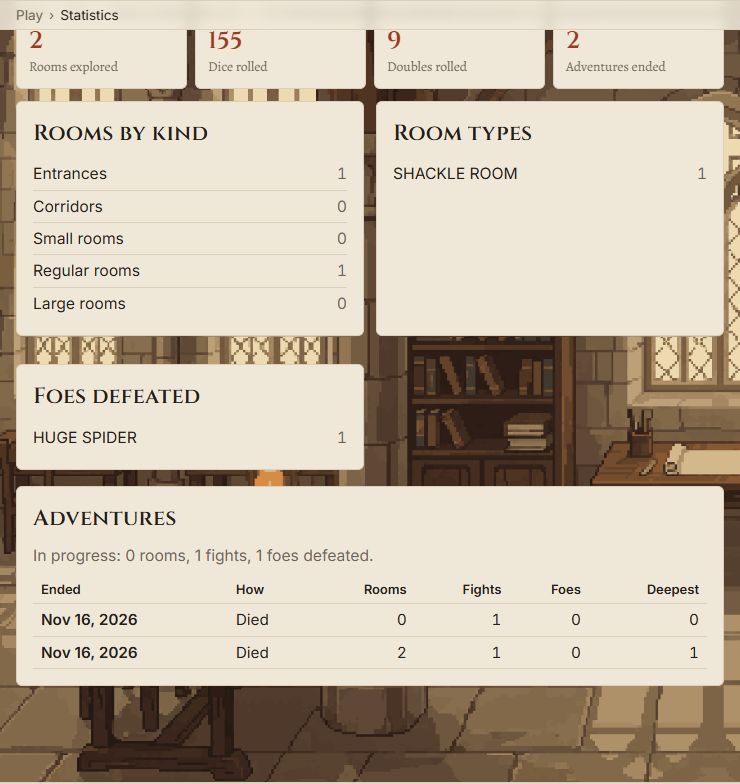 Play › Statistics
2 155 9 2
Rooms explored Dice rolled Doubles rolled Adventures ended
Rooms by kind
Entrances 1
Corridors 0
Small rooms 0
Regular rooms 1
Large rooms 0
Room types
SHACKLE ROOM 1
Foes defeated
HUGE SPIDER 1
Adventures
In progress: 0 rooms, 1 fights, 1 foes defeated.
Ended How Rooms Fights Foes Deepest
Nov 16, 2026 Died 0 1 0 0
Nov 16, 2026 Died 2 1 0 1